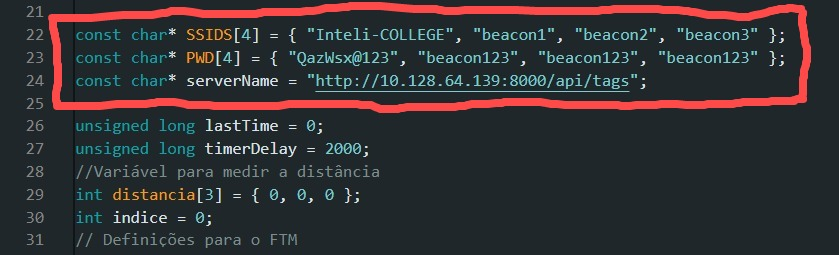 21
22 const char* SSIDS[4] = { "Inteli-COLLEGE", "beacon1", "beacon2", "beacon3" };
23 const char* PWD[4] = { "QazWsx@123", "beacon123", "beacon123", "beacon123" };
24 const char* serverName = "http://10.128.64.139:8000/api/tags";
25
26 unsigned long lastTime = 0;
27 unsigned long timerDelay = 2000;
28 //Variável para medir a distância
29 int distancia[3] = { 0, 0, 0 };
30 int indice = 0;
31 // Definições para o FTM